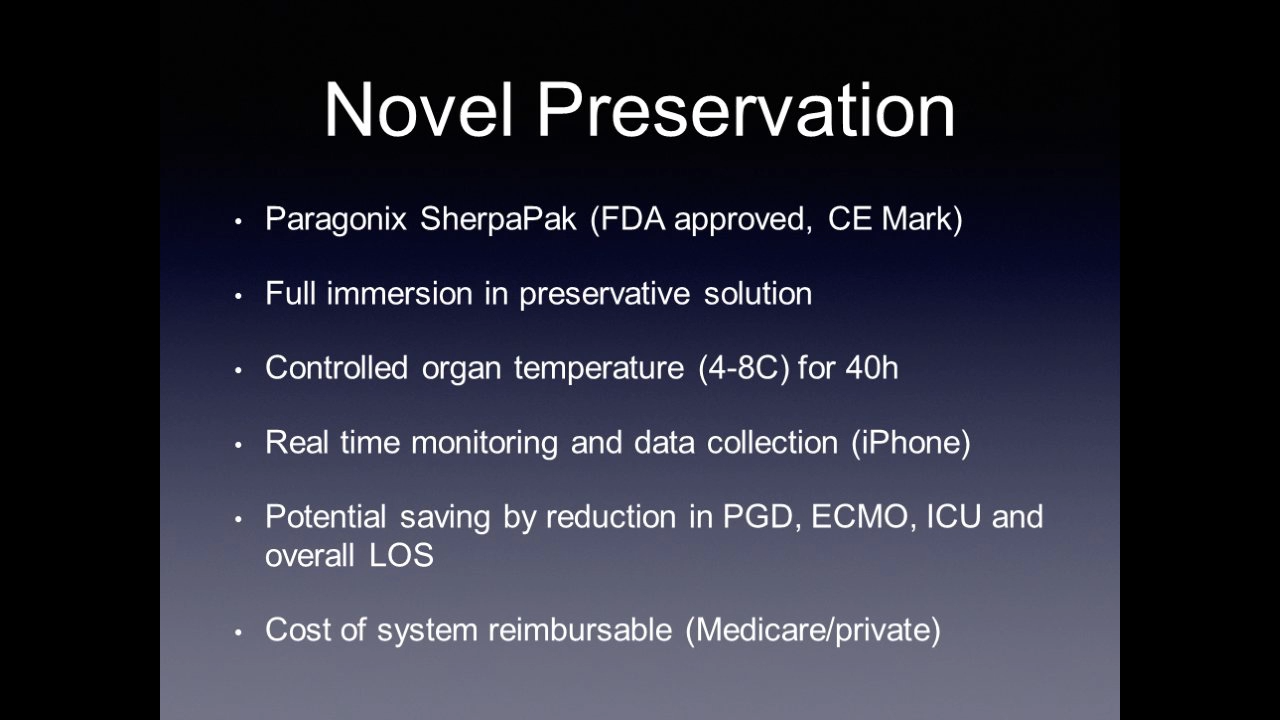 Novel Preservation
• Paragonix SherpaPak (FDA approved, CE Mark)
• Full immersion in preservative solution
• Controlled organ temperature (4-8C) for 40h
• Real time monitoring and data collection (iPhone)
• Potential saving by reduction in PGD, ECMO, ICU and
overall LOS
• Cost of system reimbursable (Medicare/private)